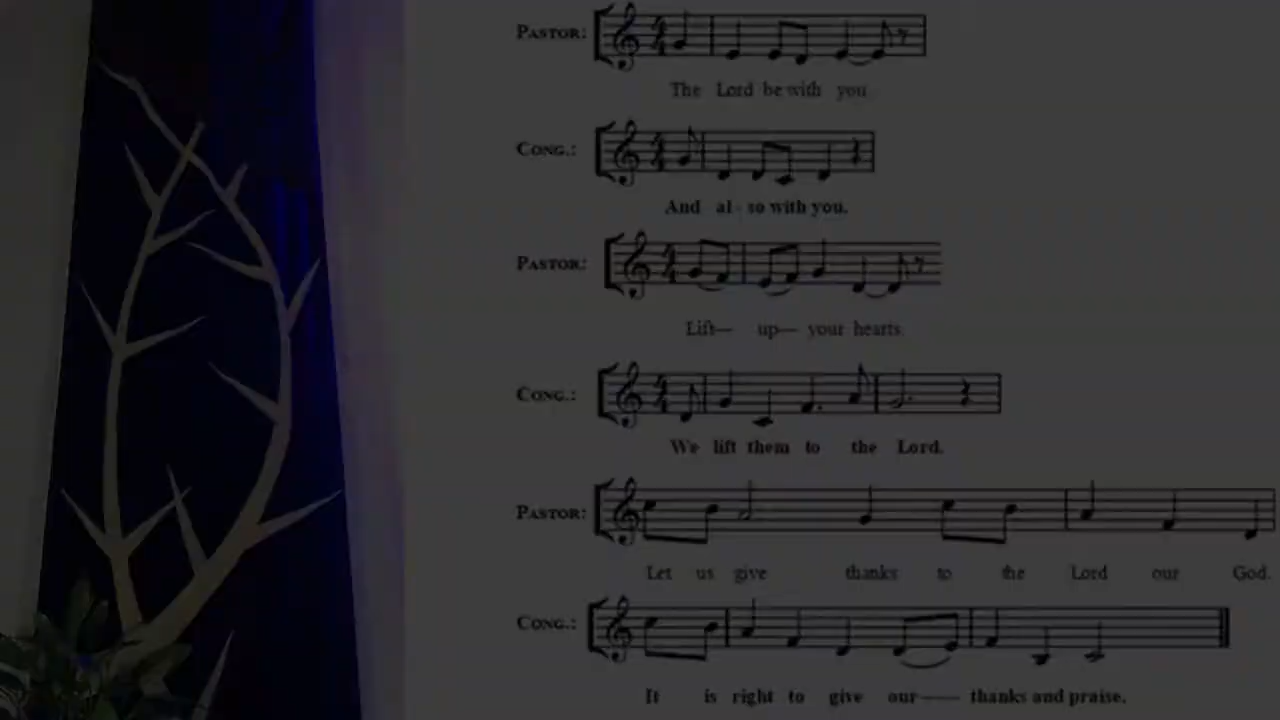 PASTOR:
The Lord be with you.
CONG.:
And al - so with you.
PASTOR:
Lift— up— your hearts.
CONG.:
We lift them to the Lord.
PASTOR:
Let us give thanks to the Lord our God.
CONG.:
It is right to give our—— thanks and praise.